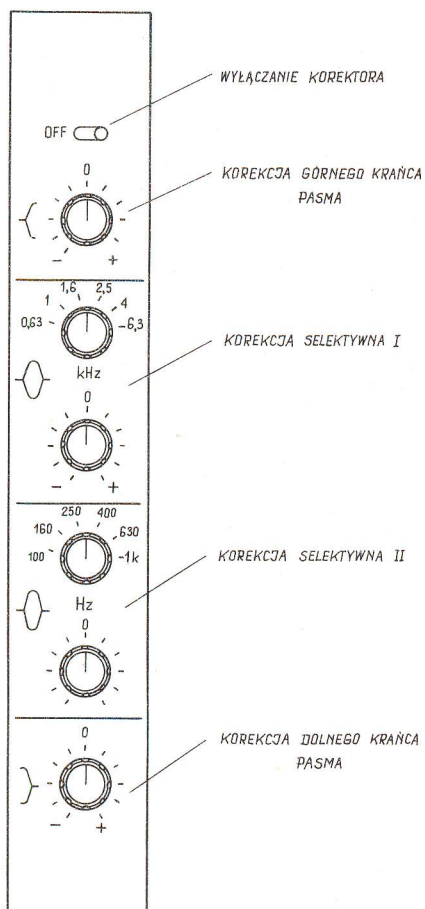 WYŁĄCZANIE KOREKTORA
OFF
0
KOREKCJA GÓRNEGO KRAŃCA
PASMA
- +
1,6 2,5
1 4
0,63 6,3
KOREKCJA SELEKTYWNA I
kHz
0
- +
250 400
160 630
100 1k
KOREKCJA SELEKTYWNA II
Hz
0
KOREKCJA DOLNEGO KRAŃCA
PASMA
0
- +